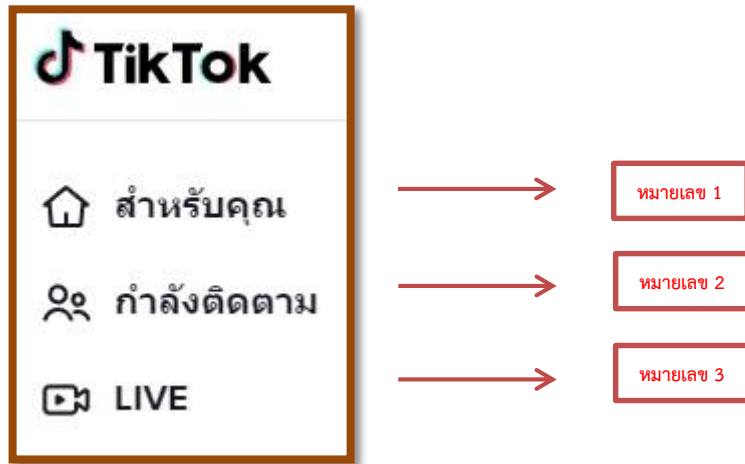 TikTok
สำหรับคุณ
หมายเลข 1
กำลังติดตาม
หมายเลข 2
LIVE
หมายเลข 3